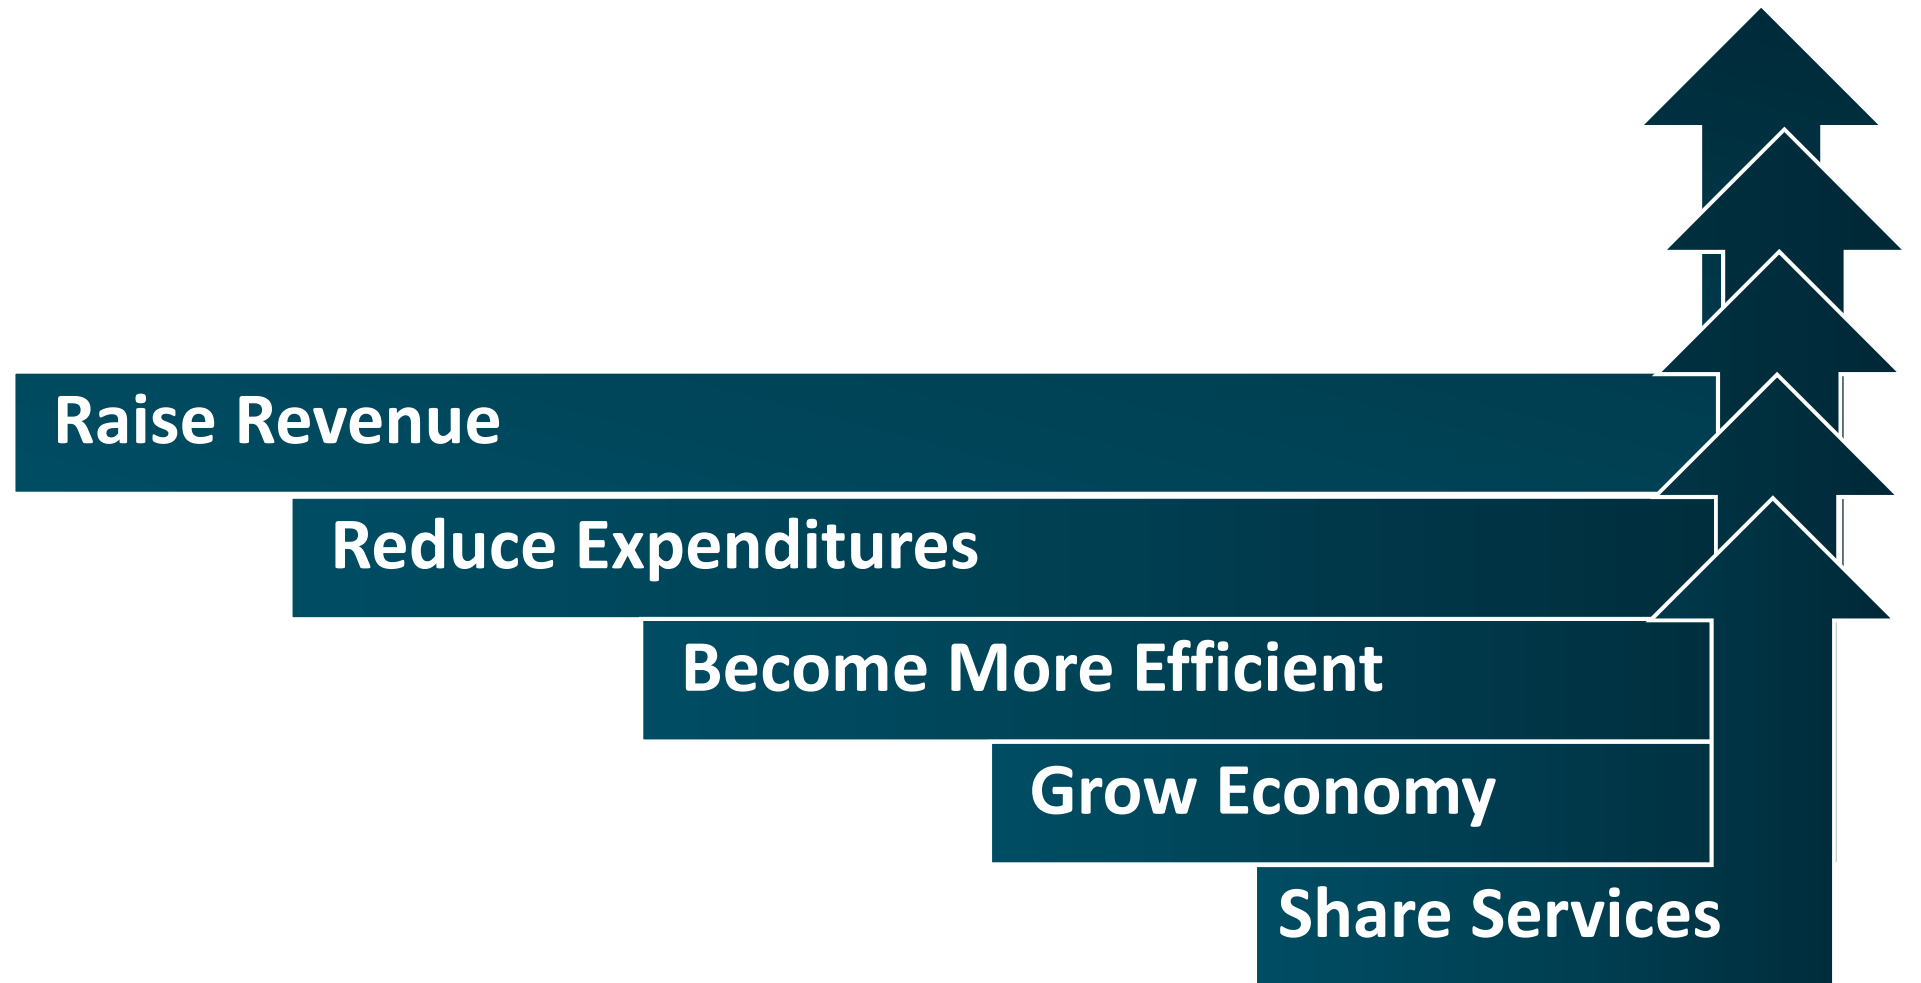 Raise Revenue
Reduce Expenditures
Become More Efficient
Grow Economy
Share Services